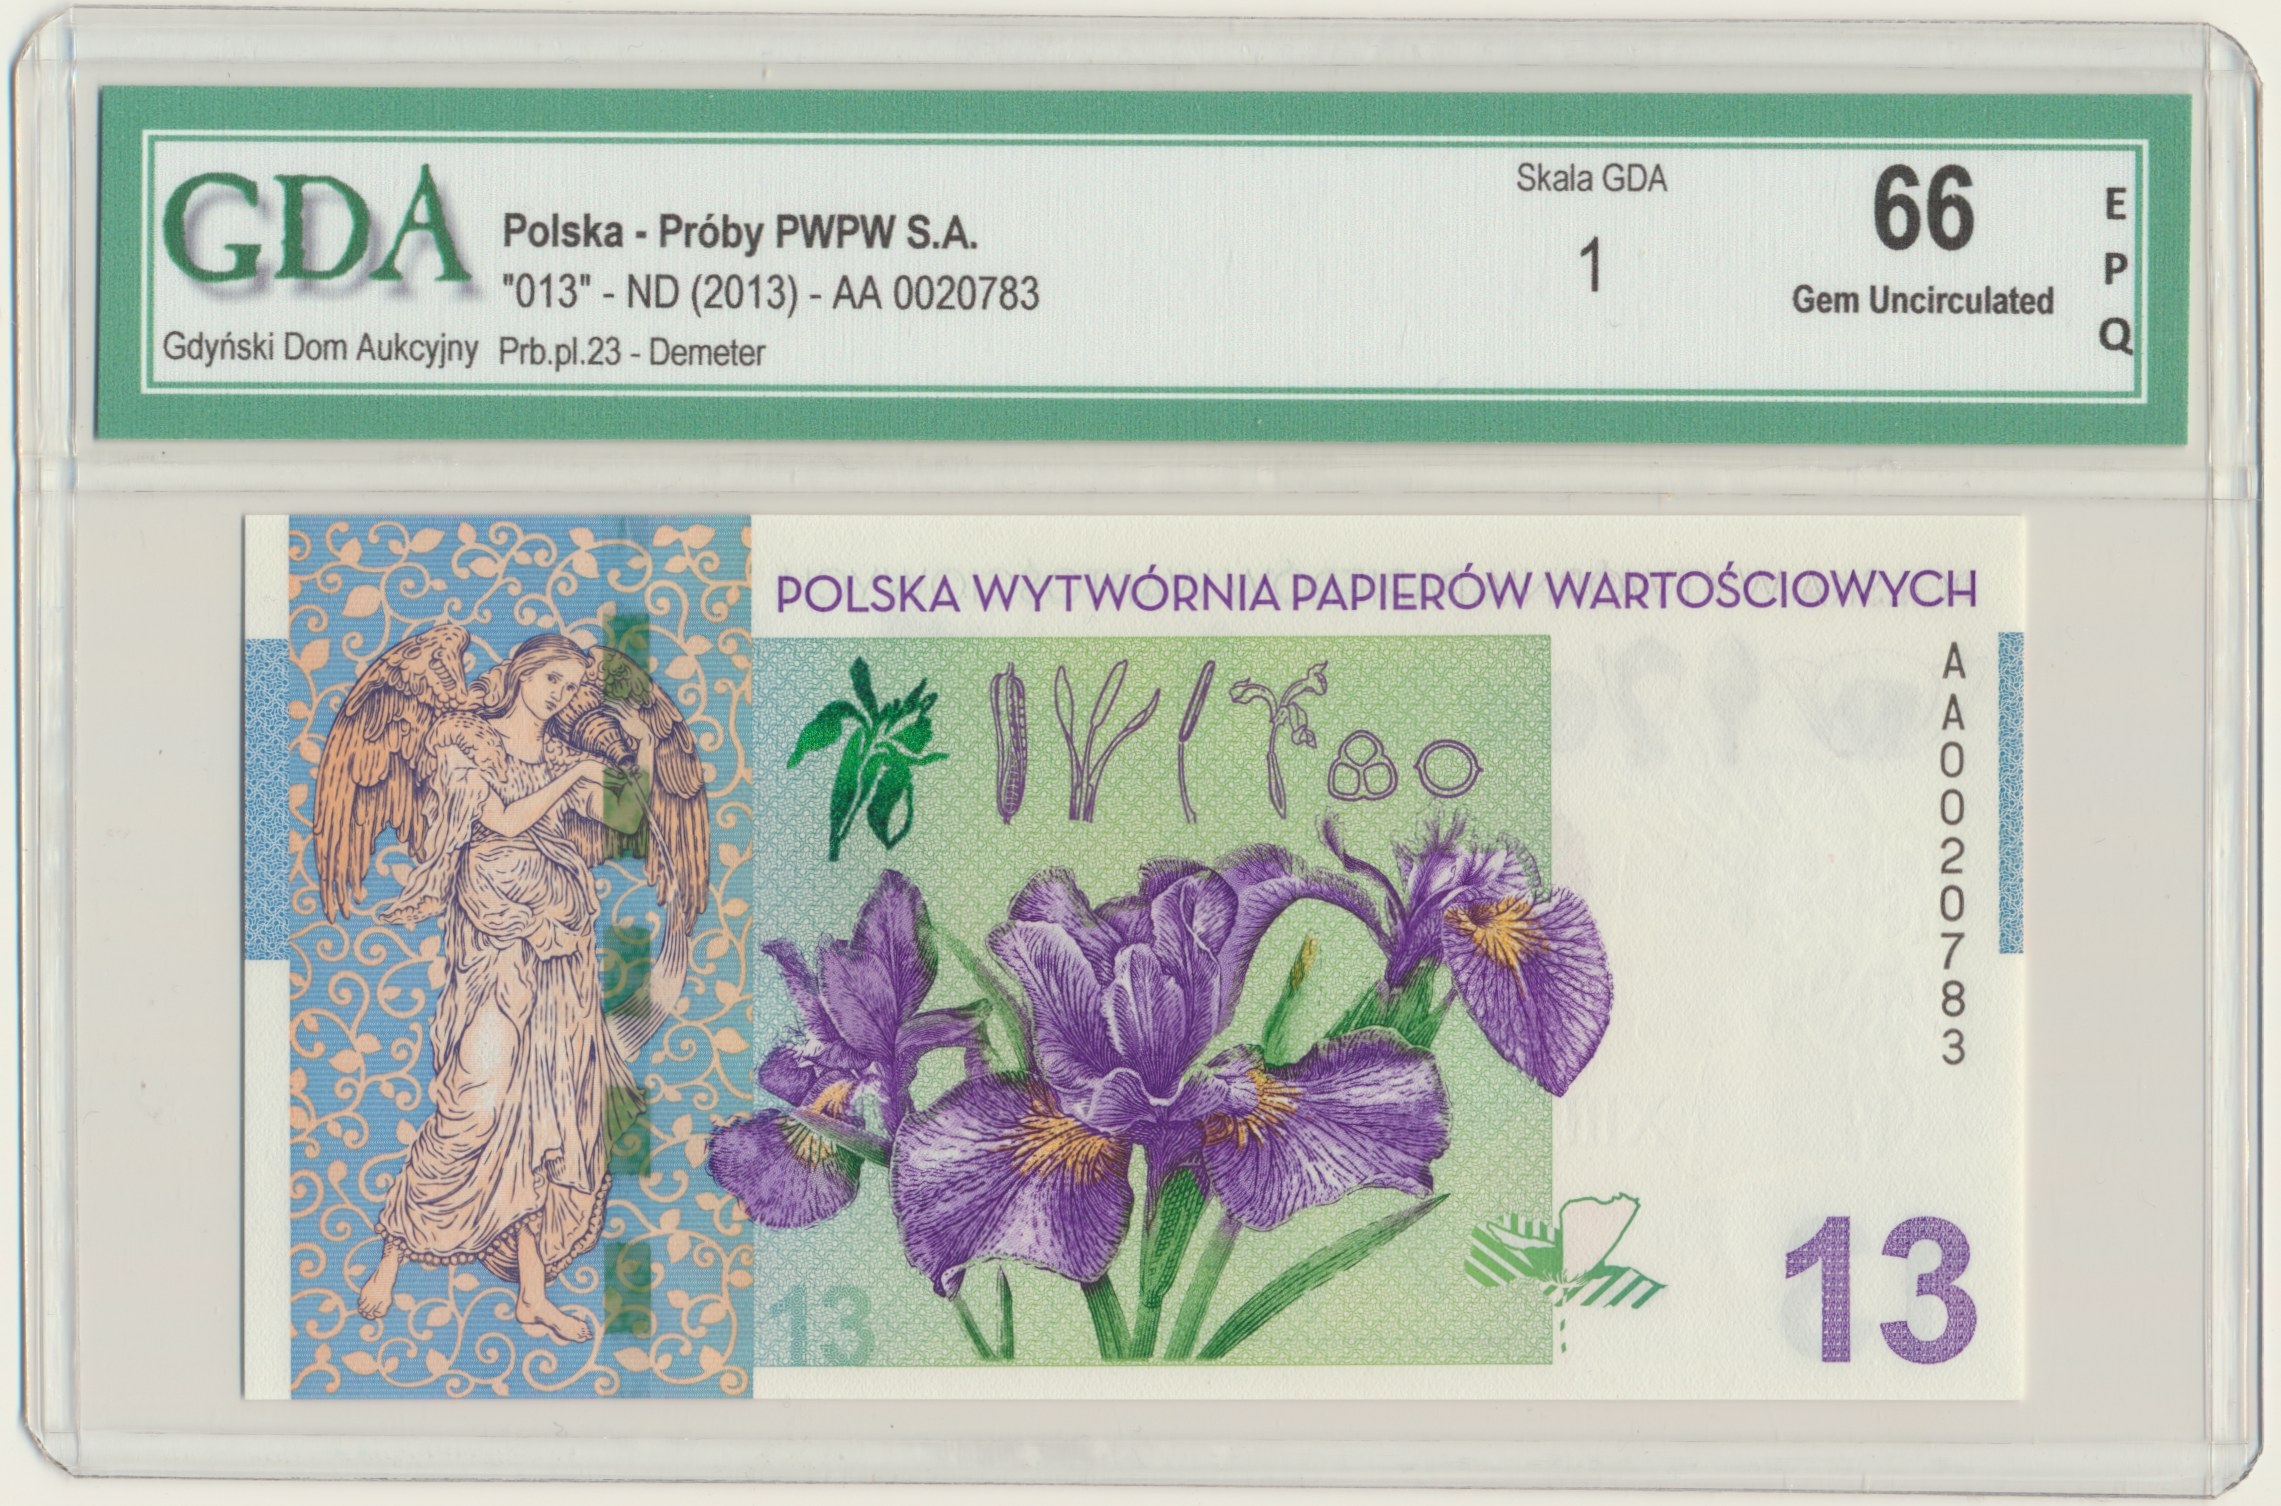 GDA
Gdyński Dom Aukcyjny
Polska - Próby PWPW S.A.
"013" - ND (2013) - AA 0020783
Prb.pl.23 - Demeter
Skala GDA
1
66
Gem Uncirculated
EPQ
POLSKA WYTWÓRNIA PAPIERÓW WARTOŚCIOWYCH
AA0020783
13
13